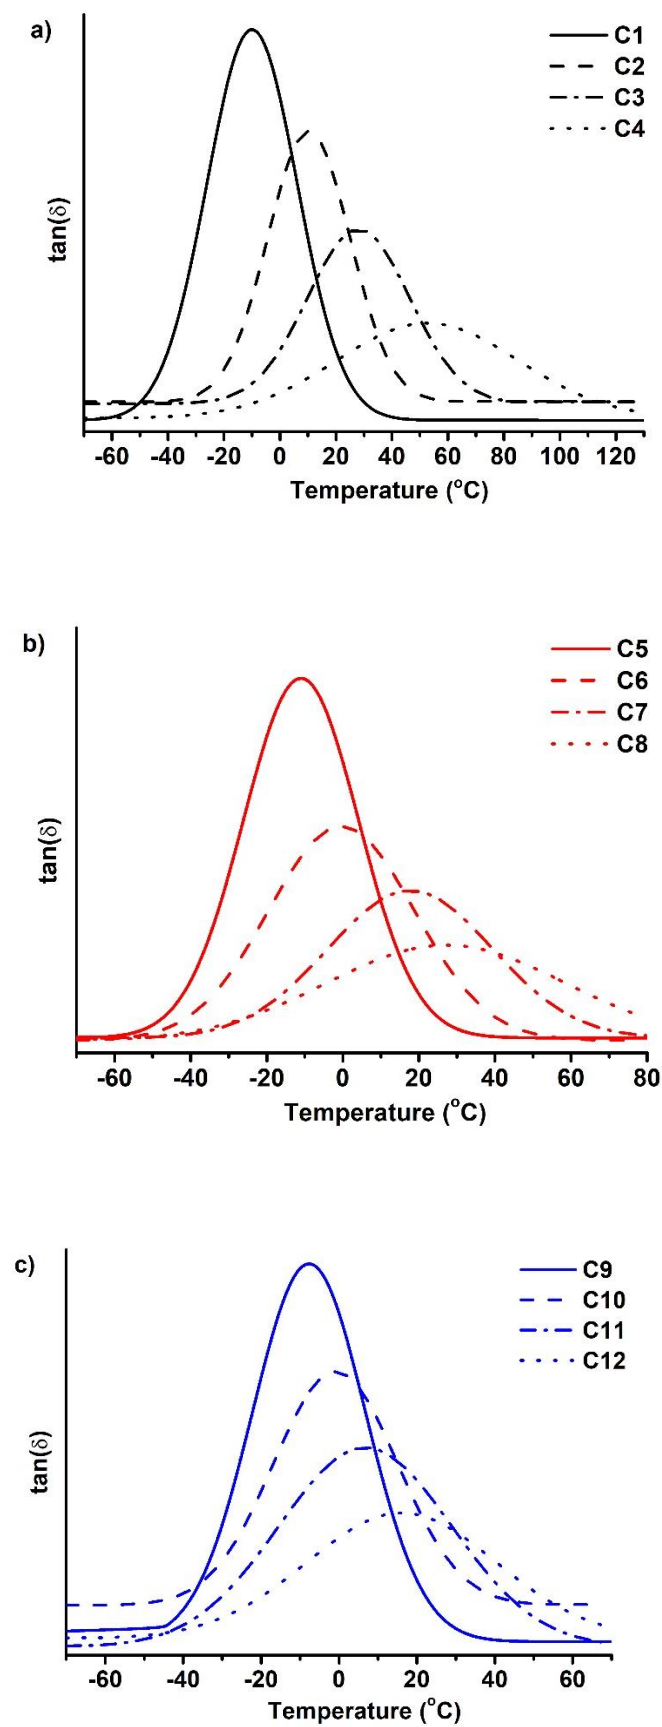 a)
C1
C2
C3
C4
tan(δ)
-60 -40 -20 0 20 40 60 80 100 120
Temperature (°C)
b)
C5
C6
C7
C8
tan(δ)
-60 -40 -20 0 20 40 60 80
Temperature (°C)
c)
C9
C10
C11
C12
tan(δ)
-60 -40 -20 0 20 40 60
Temperature (°C)